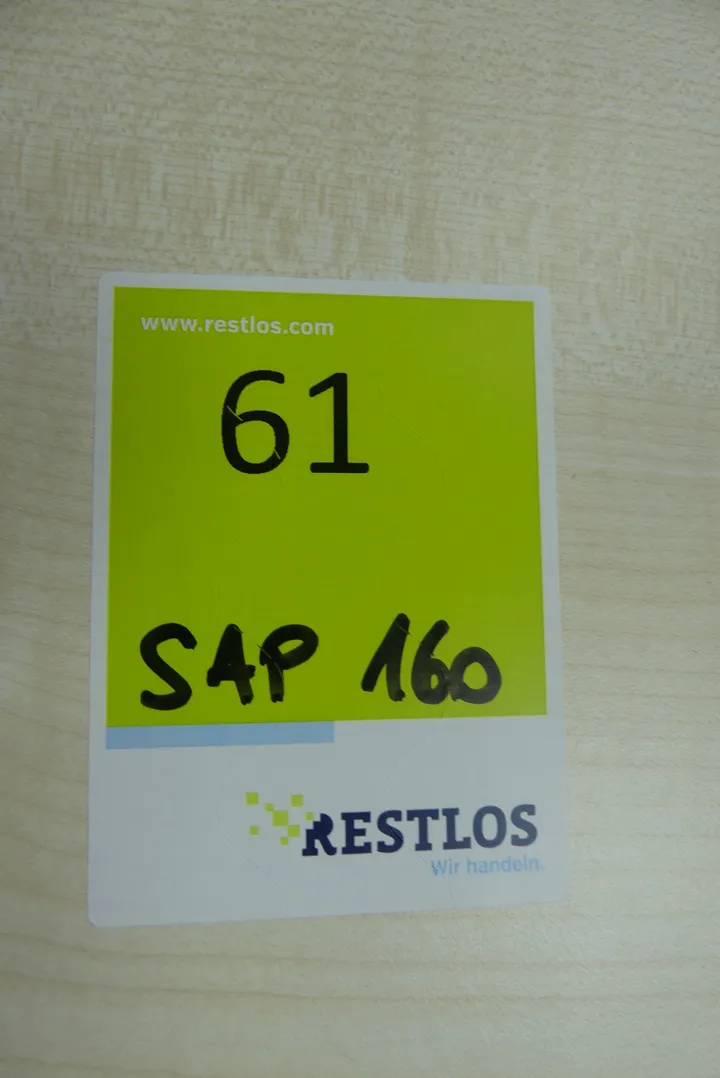 www.restlos.com
61
SAP 160
RESTLOS
Wir handeln.